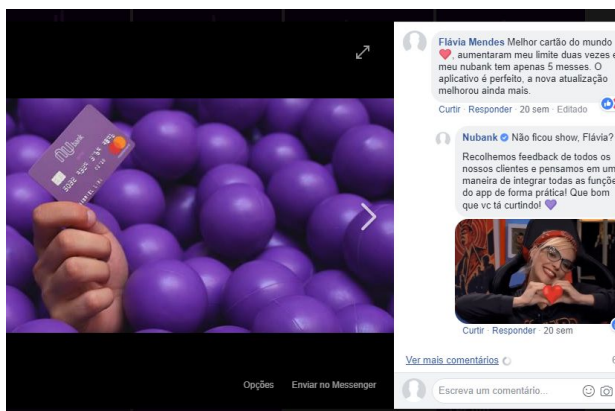 nu
bank
mastercard
Flávia Mendes Melhor cartão do mundo
❤️, aumentaram meu limite duas vezes e
meu nubank tem apenas 5 messes. O
aplicativo é perfeito, a nova atualização
melhorou ainda mais.
Curtir · Responder · 20 sem · Editado
Nubank Não ficou show, Flávia?
Recolhemos feedback de todos os
nossos clientes e pensamos em um
maneira de integrar todas as funçõe
do app de forma prática! Que bom
que vc tá curtindo! 💜
Curtir · Responder · 20 sem
Ver mais comentários
Opções Enviar no Messenger
Escreva um comentário...